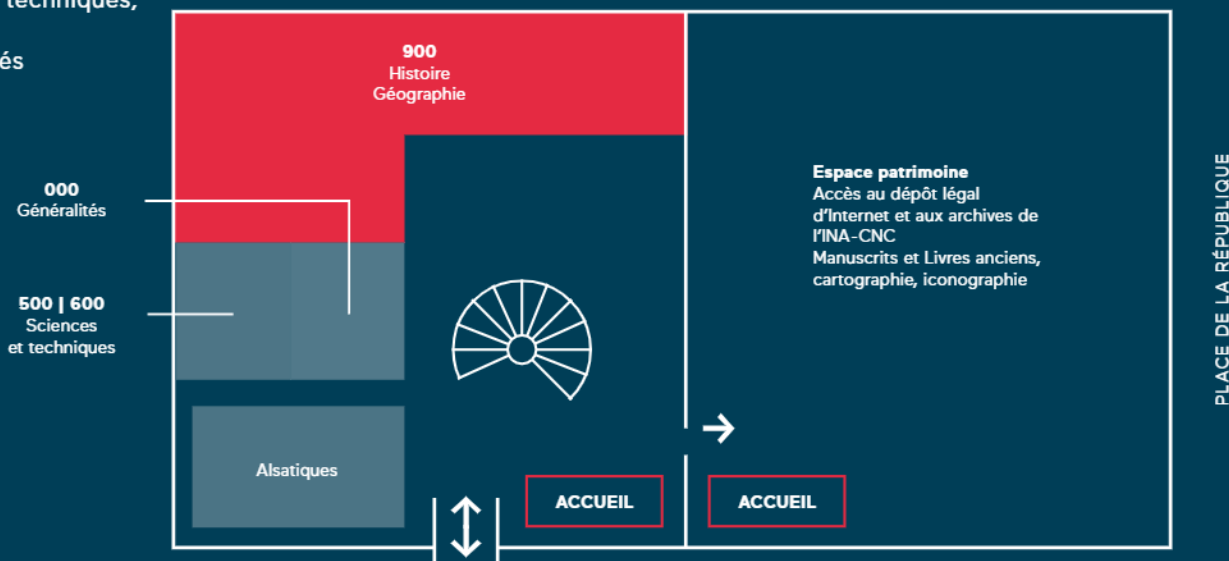 techniques,
és
900
Histoire
Géographie
000
Généralités
500 | 600
Sciences
et techniques
Alsatiques
ACCUEIL
ACCUEIL
Espace patrimoine
Accès au dépôt légal
d'Internet et aux archives de
l'INA-CNC
Manuscrits et Livres anciens,
cartographie, iconographie
PLACE DE LA RÉPUBLIQUE